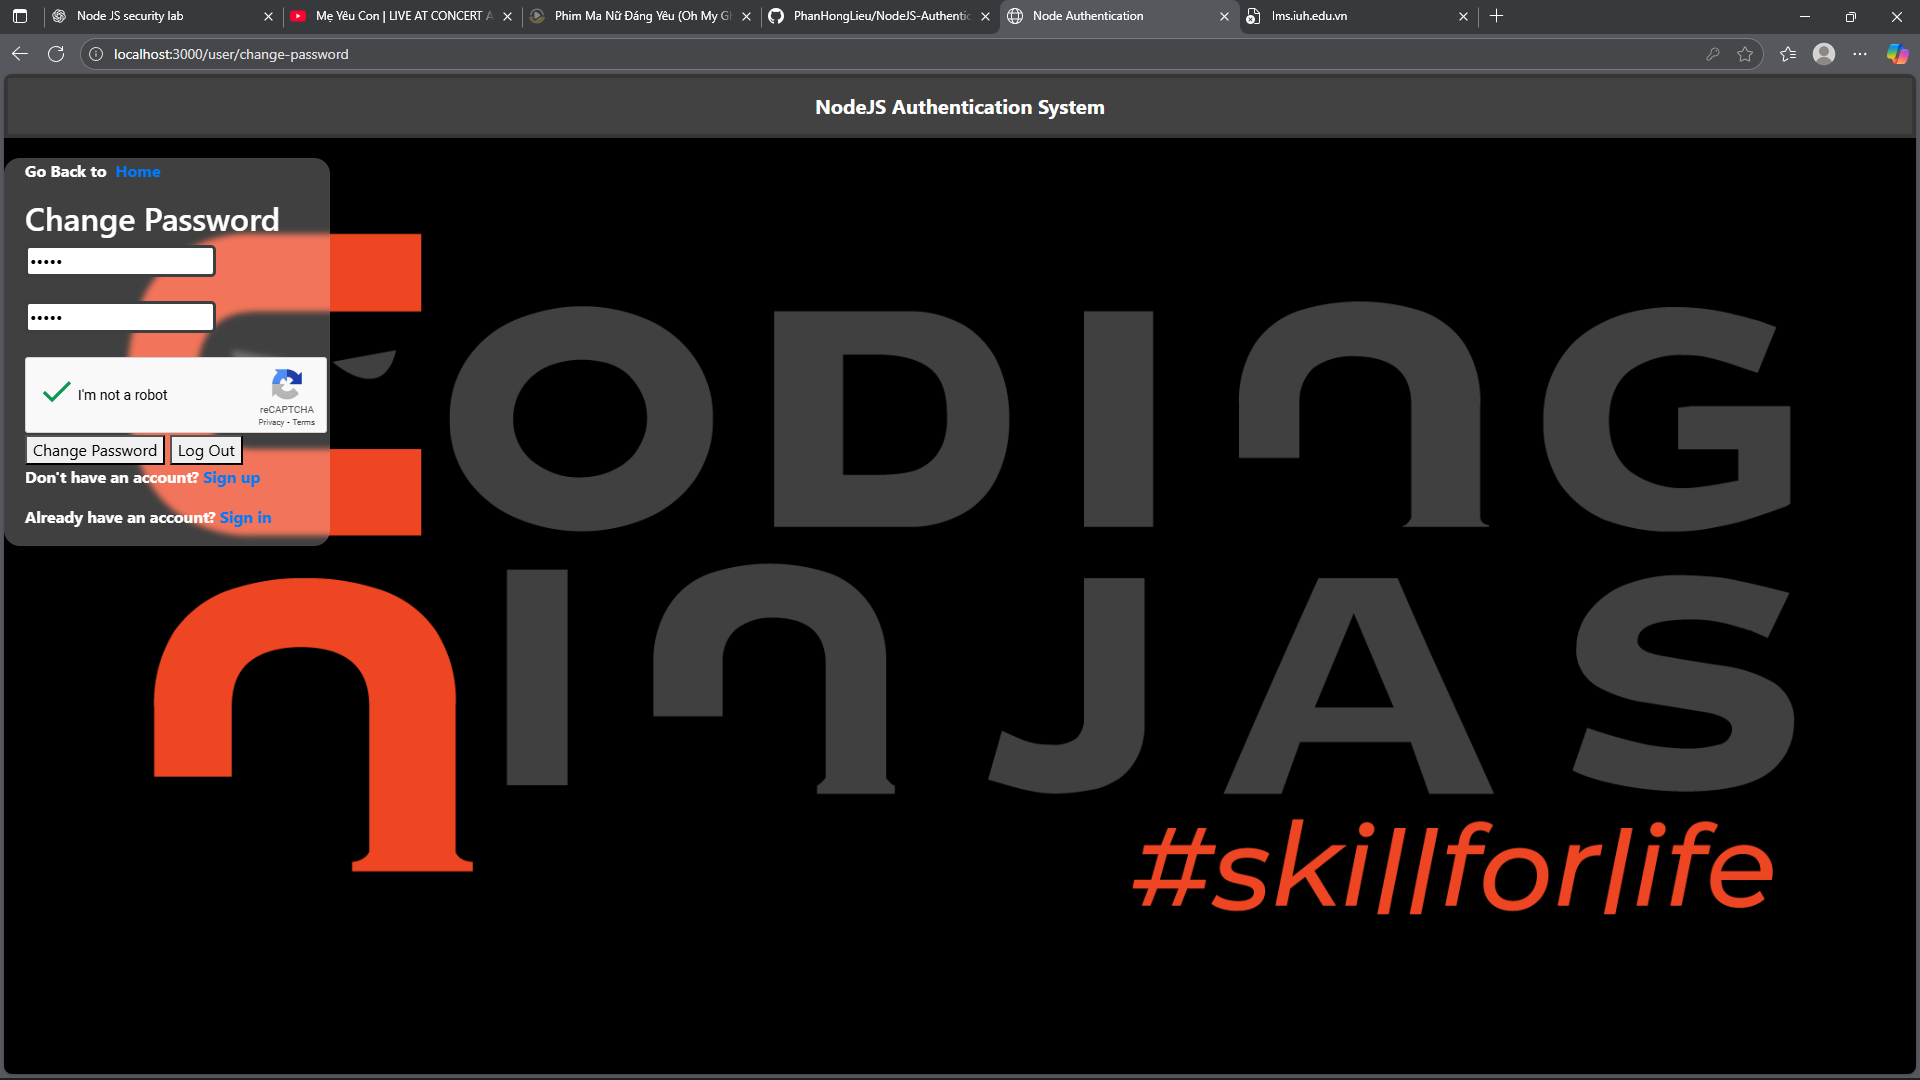 Node JS security lab
Mẹ Yêu Con | LIVE AT CONCERT A
Phim Ma Nữ Đáng Yêu (Oh My Gh
PhanHongLieu/NodeJS-Authentic
Node Authentication
lms.iuh.edu.vn
localhost:3000/user/change-password
NodeJS Authentication System
Go Back to Home
Change Password
•••••
•••••
I'm not a robot
reCAPTCHA
Privacy - Terms
Change Password
Log Out
Don't have an account? Sign up
Already have an account? Sign in
CODING
NINJAS
#skillforlife